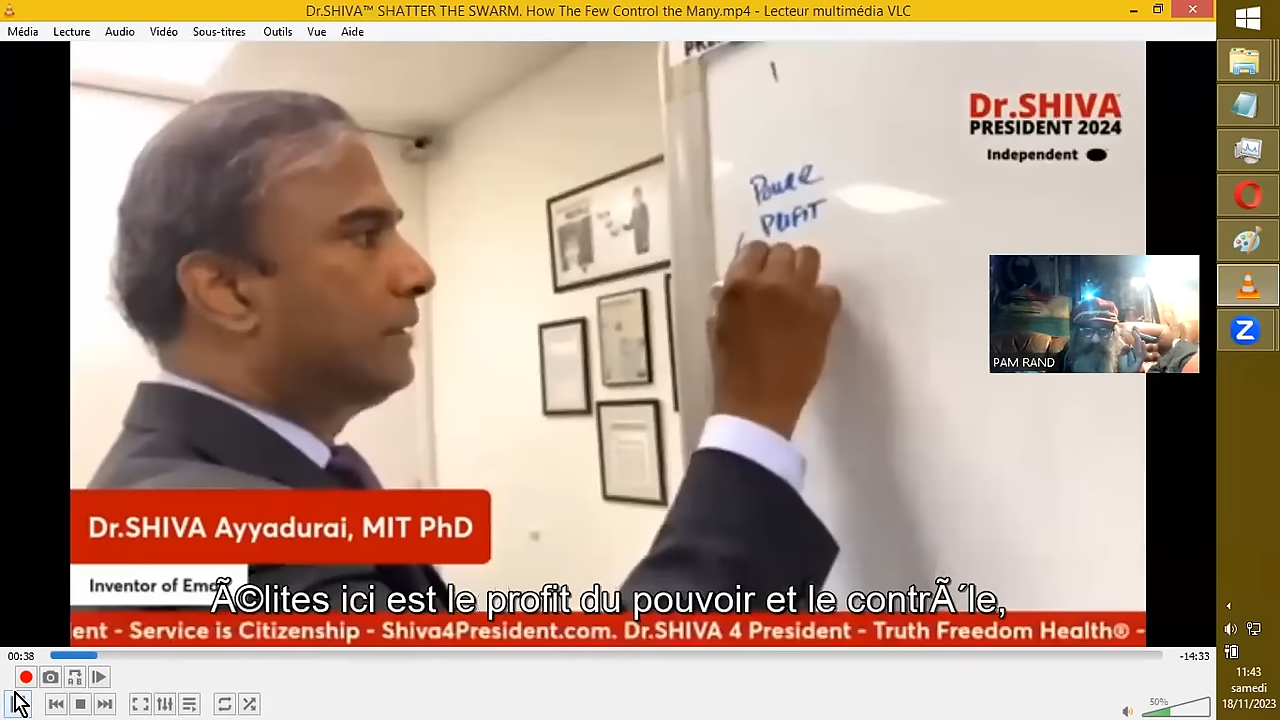 Dr.SHIVA™ SHATTER THE SWARM. How The Few Control the Many.mp4 - Lecteur multimédia VLC
Média Lecture Audio Vidéo Sous-titres Outils Vue Aide
Dr.SHIVA
PRESIDENT 2024
Independent
PROFIT
PAM RAND
Dr.SHIVA Ayyadurai, MIT PhD
Inventor of Ema
Ã©lites ici est le profit du pouvoir et le contrÃ´le,
ent - Service is Citizenship - Shiva4President.com. Dr.SHIVA 4 President - Truth Freedom Health® -
00:38
-14:33
50%
11:43
samedi
18/11/2023